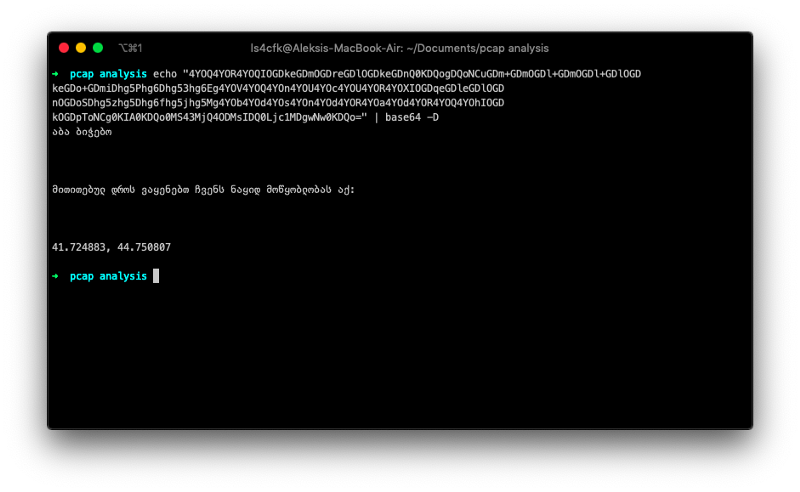 ⌥⌘1
ls4cfk@Aleksis-MacBook-Air: ~/Documents/pcap analysis
➜ pcap analysis echo "4YOQ4YOR4YOQIOGDkeGDmOGDreGDlOGDkeGDnQ0KDQogDQoNCuGDm+GDmOGDl+GDmOGDl+GDlOGD
keGDo+GDmiDhg5Phg6Dhg53hg6Eg4YOV4YOQ4YOn4YOU4YOc4YOU4YOR4YOXIOGDqeGDleGDlOGD
nOGDoSDhg5zhg5Dhg6fhg5jhg5Mg4YOb4YOd4YOs4YOn4YOd4YOR4YOa4YOd4YOR4YOQ4YOhIOGD
kOGDpToNCg0KIA0KDQo0MS43MjQ4ODMsIDQ0Ljc1MDgwNw0KDQo=" | base64 -D
აბა ბიჭებო
მითითებულ დროს ვაყენებთ ჩვენს ნაყიდ მოწყობლობას აქ:
41.724883, 44.750807
➜ pcap analysis